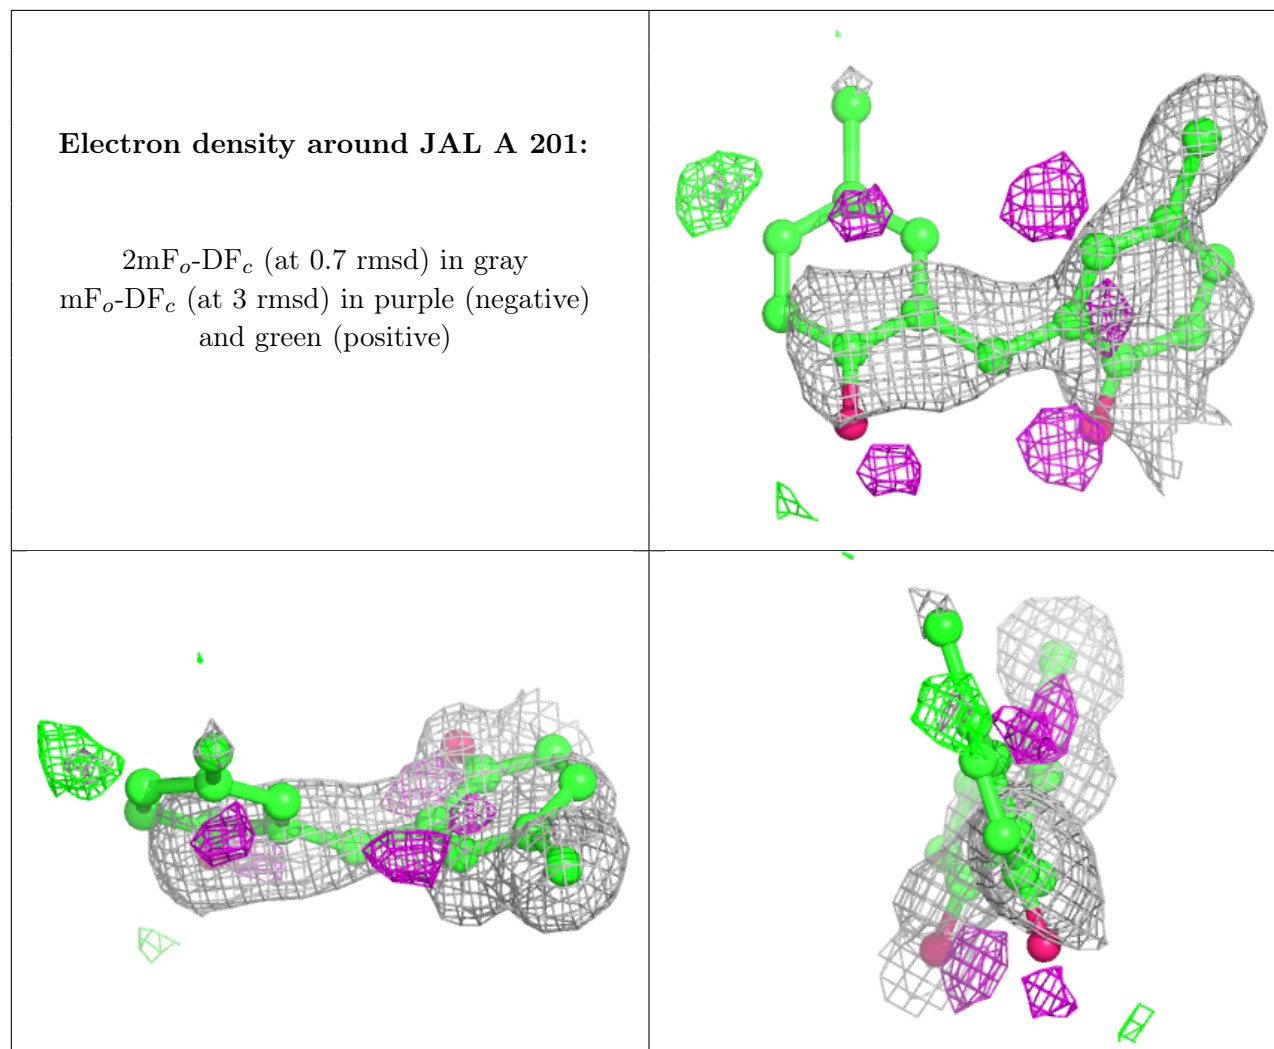 Electron density around JAL A 201:
2mFo-DFc (at 0.7 rmsd) in gray
mFo-DFc (at 3 rmsd) in purple (negative)
and green (positive)